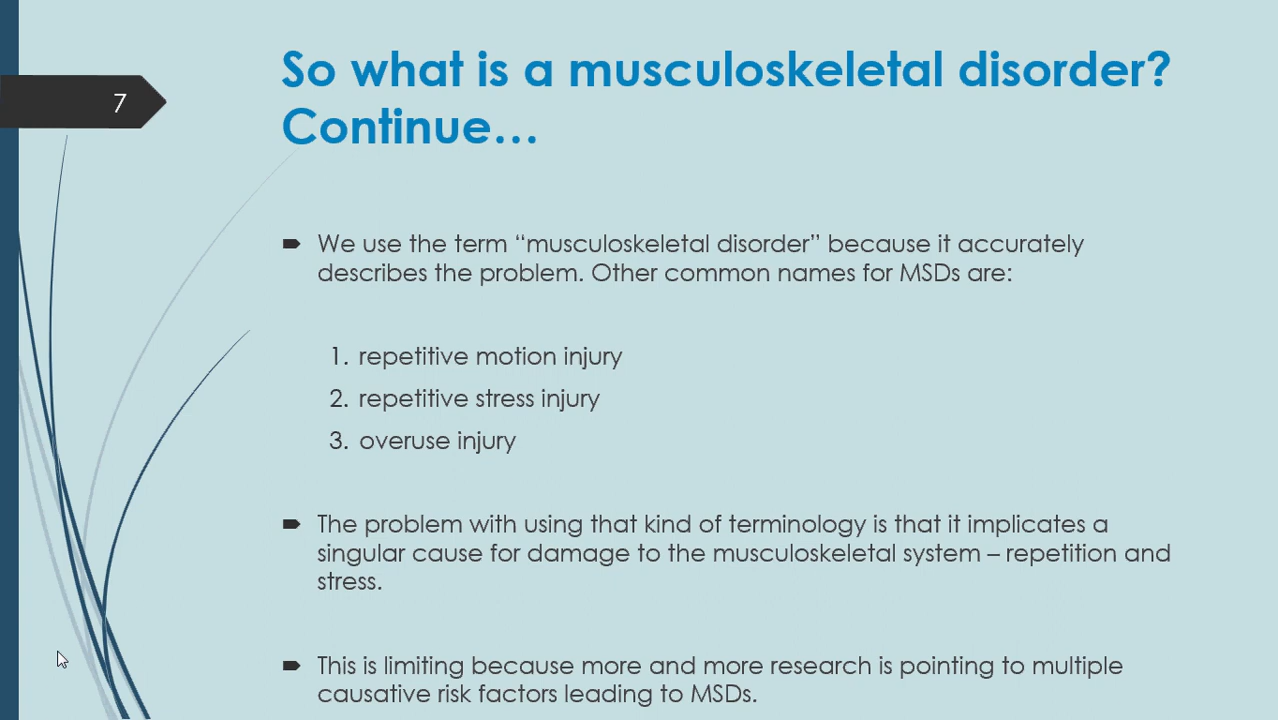 7
So what is a musculoskeletal disorder?
Continue…
We use the term “musculoskeletal disorder” because it accurately
describes the problem. Other common names for MSDs are:
1. repetitive motion injury
2. repetitive stress injury
3. overuse injury
The problem with using that kind of terminology is that it implicates a
singular cause for damage to the musculoskeletal system – repetition and
stress.
This is limiting because more and more research is pointing to multiple
causative risk factors leading to MSDs.